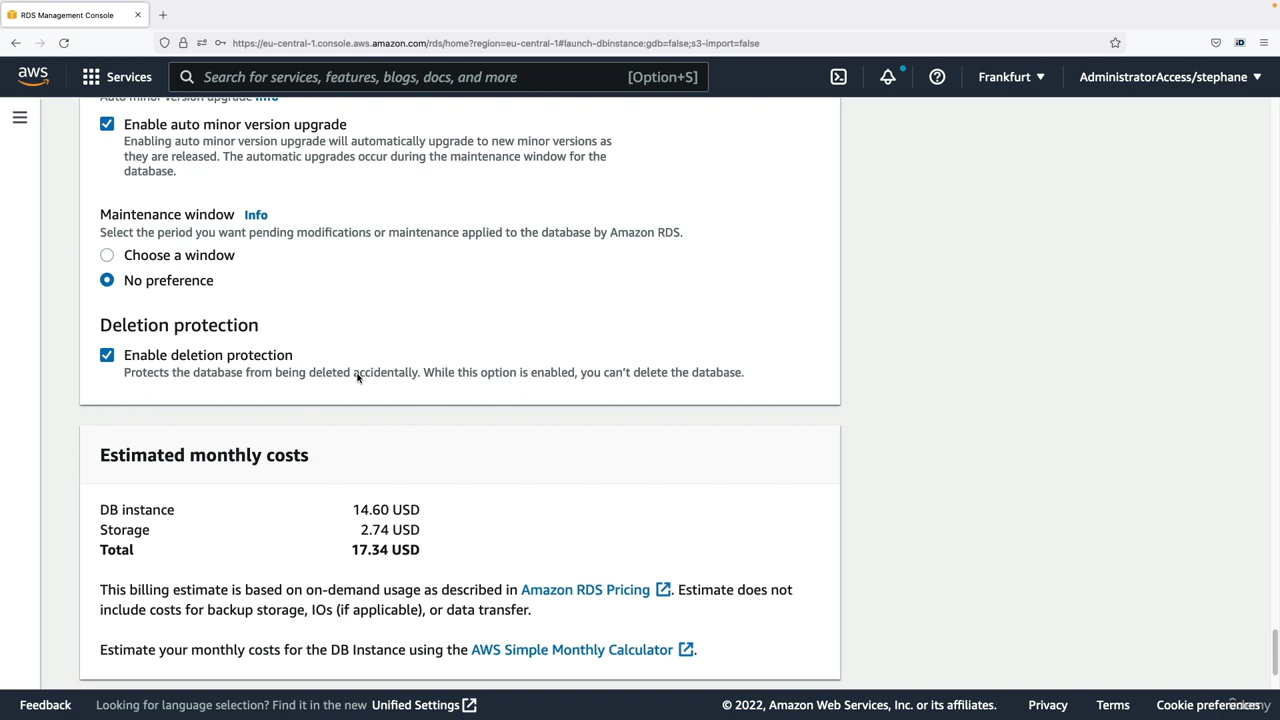 RDS Management Console
https://eu-central-1.console.aws.amazon.com/rds/home?region=eu-central-1#launch-dbinstance:gdb=false;s3-import=false
aws
Services
Search for services, features, blogs, docs, and more [Option+S]
Frankfurt
AdministratorAccess/stephane
Auto minor version upgrade Info
Enable auto minor version upgrade
Enabling auto minor version upgrade will automatically upgrade to new minor versions as
they are released. The automatic upgrades occur during the maintenance window for the
database.
Maintenance window Info
Select the period you want pending modifications or maintenance applied to the database by Amazon RDS.
Choose a window
No preference
Deletion protection
Enable deletion protection
Protects the database from being deleted accidentally. While this option is enabled, you can't delete the database.
Estimated monthly costs
DB instance 14.60 USD
Storage 2.74 USD
Total 17.34 USD
This billing estimate is based on on-demand usage as described in Amazon RDS Pricing. Estimate does not
include costs for backup storage, IOs (if applicable), or data transfer.
Estimate your monthly costs for the DB Instance using the AWS Simple Monthly Calculator.
Feedback Looking for language selection? Find it in the new Unified Settings © 2022, Amazon Web Services, Inc. or its affiliates. Privacy Terms Cookie preferences